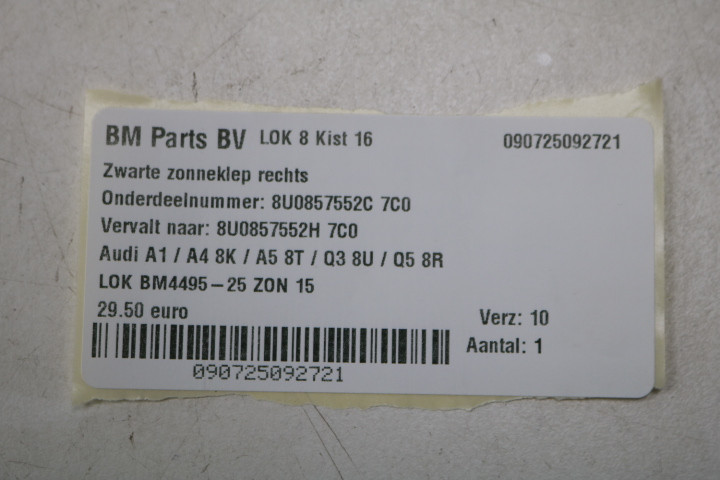 BM Parts BV LOK 8 Kist 16 090725092721
Zwarte zonneklep rechts
Onderdeelnummer: 8U0857552C 7C0
Vervalt naar: 8U0857552H 7C0
Audi A1 / A4 8K / A5 8T / Q3 8U / Q5 8R
LOK BM4495-25 ZON 15
29.50 euro Verz: 10
Aantal: 1
090725092721